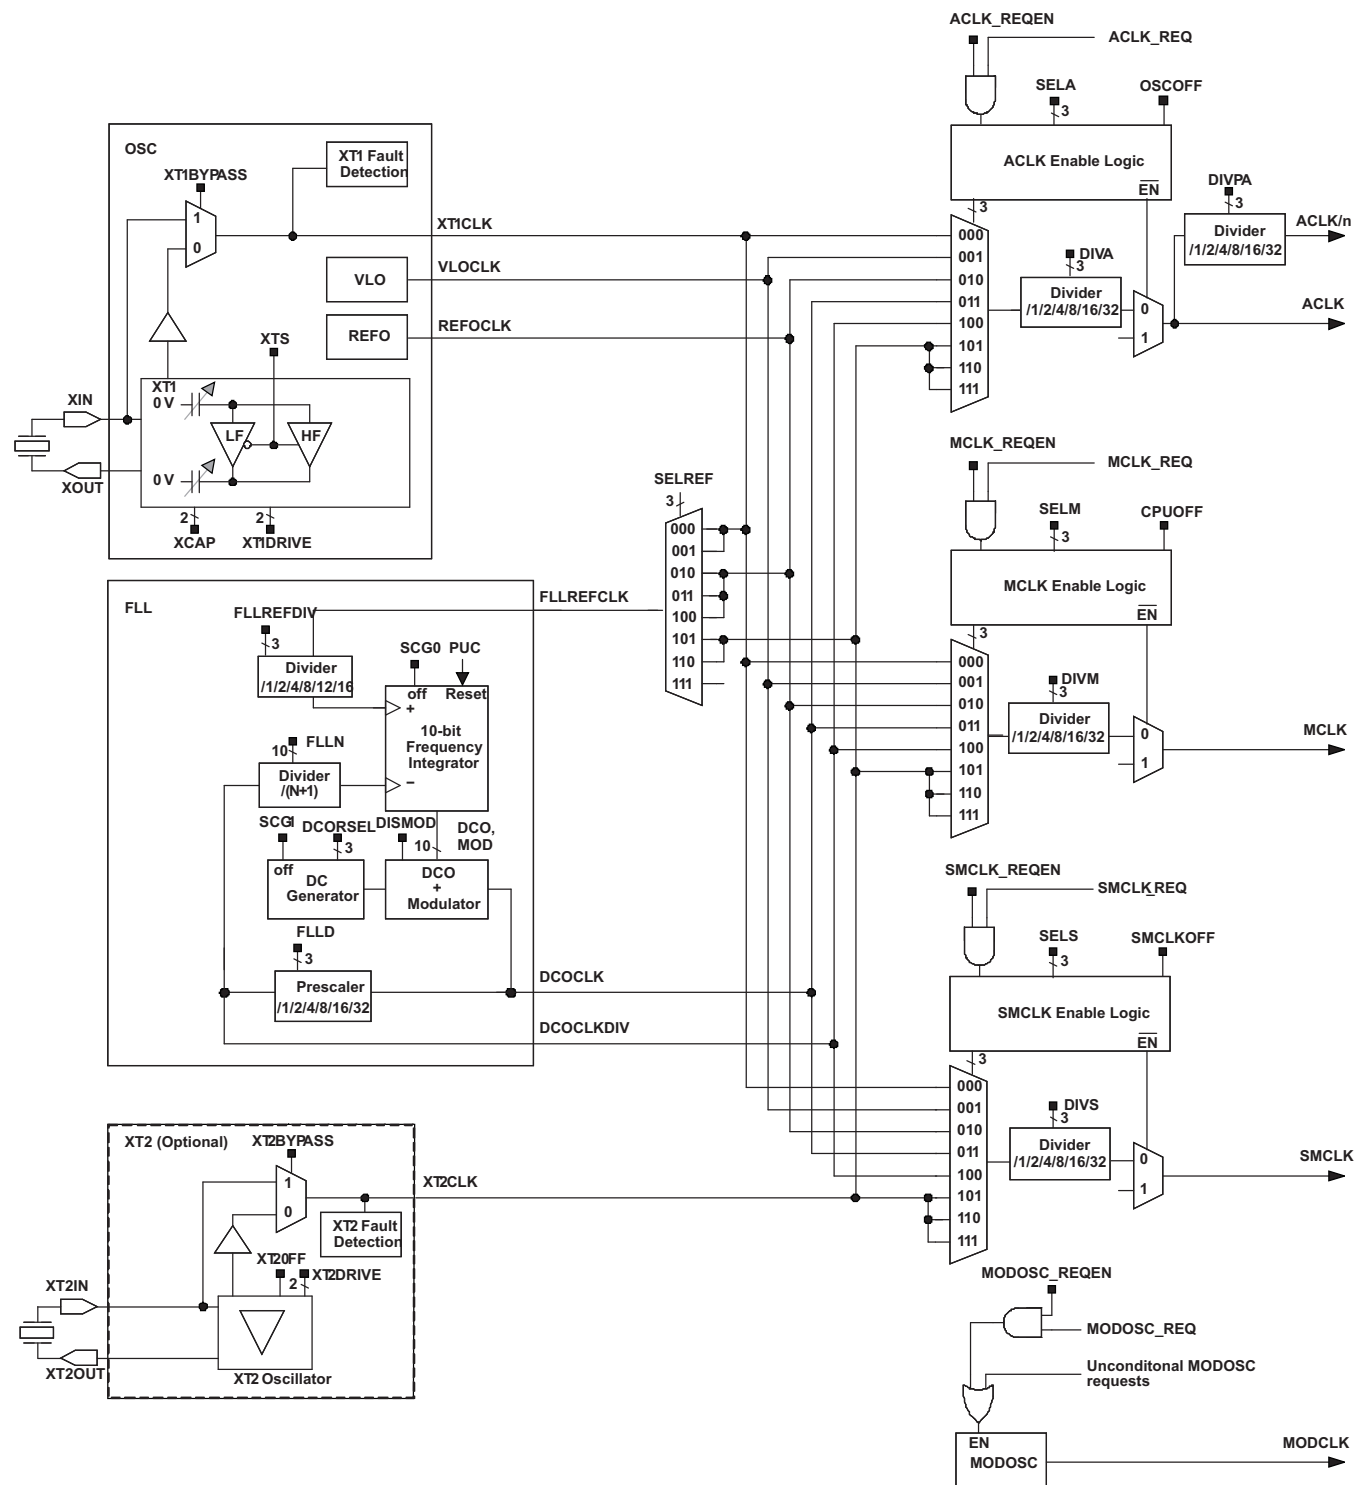 ACLK_REQEN
ACLK_REQ
SELA
OSCOFF
3
ACLK Enable Logic
EN
DIVPA
3
Divider
/1/2/4/8/16/32
ACLK/n
3
000
001
010
011
100
101
110
111
DIVA
3
Divider
/1/2/4/8/16/32
0
1
ACLK
OSC
XT1BYPASS
1
0
XT1 Fault
Detection
XT1CLK
VLO
VLOCLK
REFO
REFOCLK
XTS
XT1
0 V
LF
HF
0 V
XIN
XOUT
2
XCAP
2
XT1DRIVE
MCLK_REQEN
MCLK_REQ
SELM
CPUOFF
3
MCLK Enable Logic
EN
3
000
001
010
011
100
101
110
111
DIVM
3
Divider
/1/2/4/8/16/32
0
1
MCLK
SELREF
3
000
001
010
011
100
101
110
111
FLL
FLLREFCLK
FLLREFDIV
3
Divider
/1/2/4/8/12/16
SCG0
PUC
off
Reset
+
10-bit
Frequency
Integrator
−
FLLN
10
Divider
/(N+1)
SCG1
DCORSEL
DISMOD
DCO,
MOD
3
10
off
DC
Generator
DCO
+
Modulator
FLLD
3
Prescaler
/1/2/4/8/16/32
DCOCLK
DCOCLKDIV
SMCLK_REQEN
SMCLK_REQ
SELS
SMCLKOFF
3
SMCLK Enable Logic
EN
3
000
001
010
011
100
101
110
111
DIVS
3
Divider
/1/2/4/8/16/32
0
1
SMCLK
XT2 (Optional)
XT2BYPASS
1
0
XT2CLK
XT2 Fault
Detection
XT2OFF
2
XT2DRIVE
XT2IN
XT2OUT
XT2 Oscillator
MODOSC_REQEN
MODOSC_REQ
Unconditonal MODOSC
requests
EN
MODOSC
MODCLK